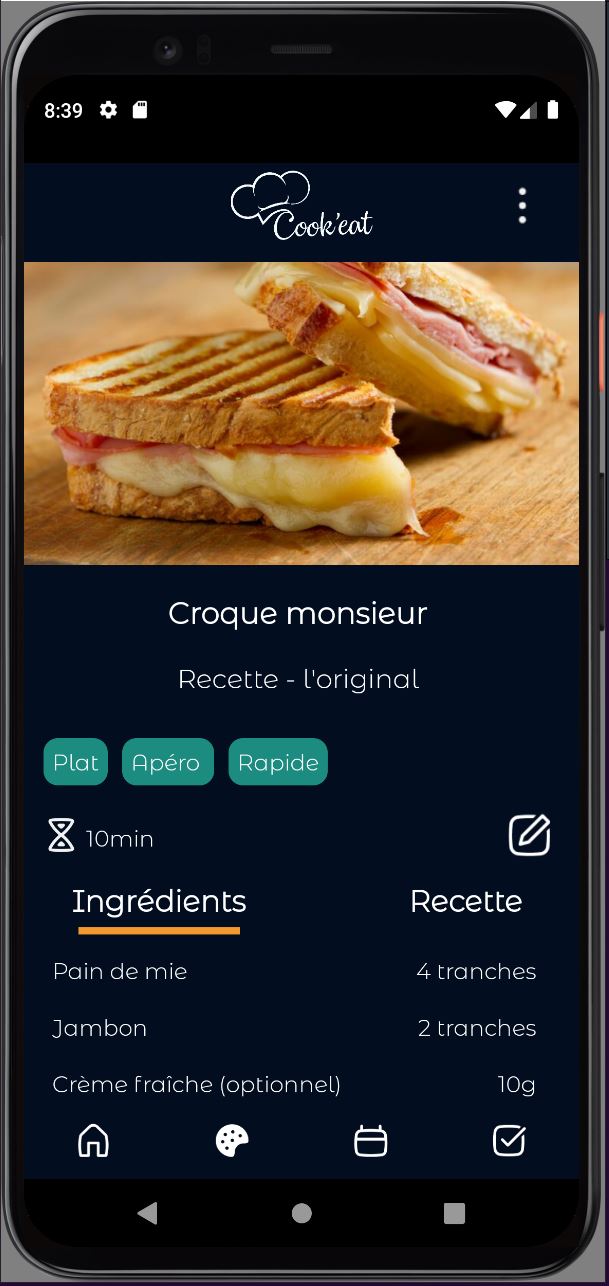 8:39
Cook'eat
Croque monsieur
Recette - l'original
Plat Apéro Rapide
10min
Ingrédients Recette
Pain de mie 4 tranches
Jambon 2 tranches
Crème fraîche (optionnel) 10g